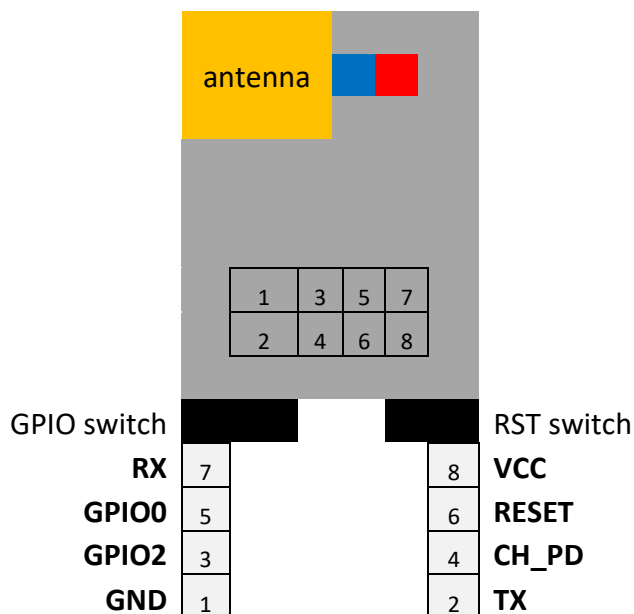 antenna
1 3 5 7
2 4 6 8
GPIO switch RST switch
RX 7 8 VCC
GPIO0 5 6 RESET
GPIO2 3 4 CH_PD
GND 1 2 TX